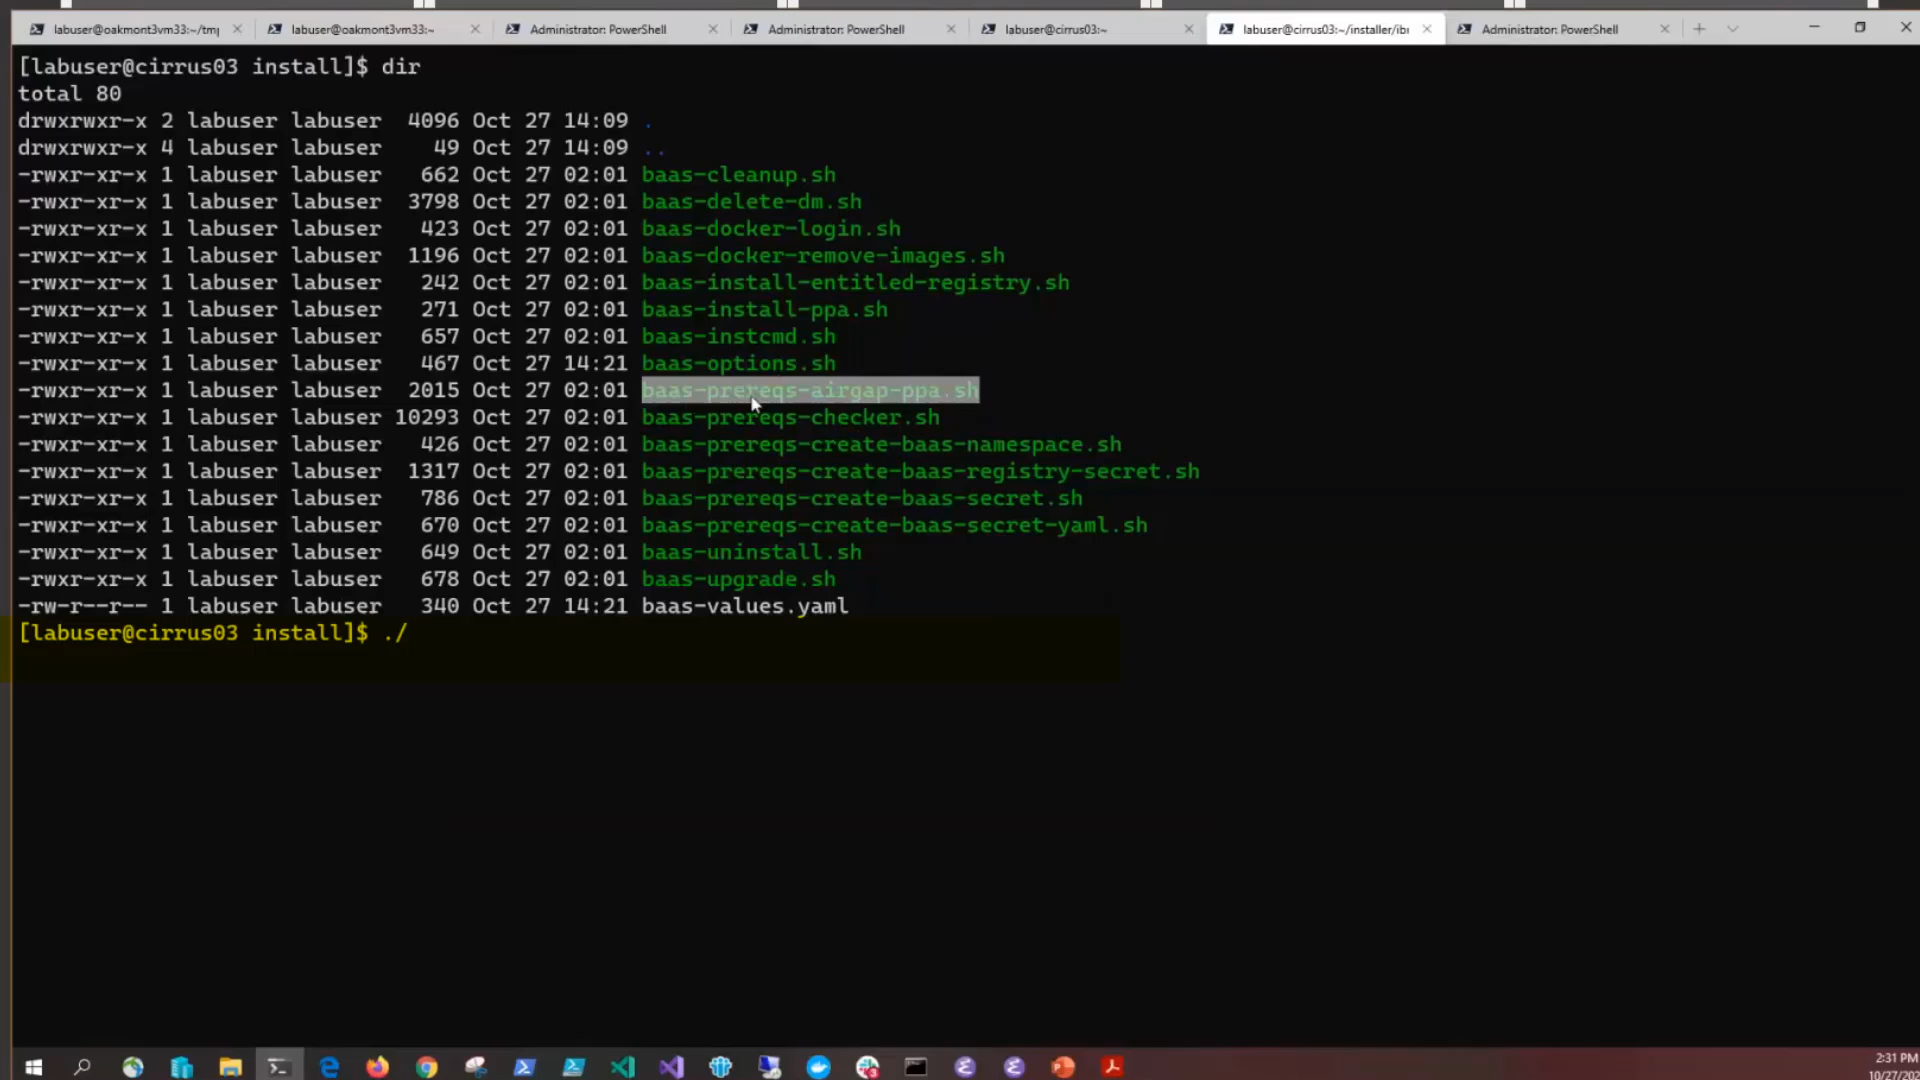 labuser@oakmont3vm33:~/tmp
labuser@oakmont3vm33:~
Administrator: PowerShell
Administrator: PowerShell
labuser@cirrus03:~
labuser@cirrus03:~/installer/ib
Administrator: PowerShell
[labuser@cirrus03 install]$ dir
total 80
drwxrwxr-x 2 labuser labuser 4096 Oct 27 14:09 .
drwxrwxr-x 4 labuser labuser 49 Oct 27 14:09 ..
-rwxr-xr-x 1 labuser labuser 662 Oct 27 02:01 baas-cleanup.sh
-rwxr-xr-x 1 labuser labuser 3798 Oct 27 02:01 baas-delete-dm.sh
-rwxr-xr-x 1 labuser labuser 423 Oct 27 02:01 baas-docker-login.sh
-rwxr-xr-x 1 labuser labuser 1196 Oct 27 02:01 baas-docker-remove-images.sh
-rwxr-xr-x 1 labuser labuser 242 Oct 27 02:01 baas-install-entitled-registry.sh
-rwxr-xr-x 1 labuser labuser 271 Oct 27 02:01 baas-install-ppa.sh
-rwxr-xr-x 1 labuser labuser 657 Oct 27 02:01 baas-instcmd.sh
-rwxr-xr-x 1 labuser labuser 467 Oct 27 14:21 baas-options.sh
-rwxr-xr-x 1 labuser labuser 2015 Oct 27 02:01 baas-prereqs-airgap-ppa.sh
-rwxr-xr-x 1 labuser labuser 10293 Oct 27 02:01 baas-prereqs-checker.sh
-rwxr-xr-x 1 labuser labuser 426 Oct 27 02:01 baas-prereqs-create-baas-namespace.sh
-rwxr-xr-x 1 labuser labuser 1317 Oct 27 02:01 baas-prereqs-create-baas-registry-secret.sh
-rwxr-xr-x 1 labuser labuser 786 Oct 27 02:01 baas-prereqs-create-baas-secret.sh
-rwxr-xr-x 1 labuser labuser 670 Oct 27 02:01 baas-prereqs-create-baas-secret-yaml.sh
-rwxr-xr-x 1 labuser labuser 649 Oct 27 02:01 baas-uninstall.sh
-rwxr-xr-x 1 labuser labuser 678 Oct 27 02:01 baas-upgrade.sh
-rw-r--r-- 1 labuser labuser 340 Oct 27 14:21 baas-values.yaml
[labuser@cirrus03 install]$ ./
2:31 PM
10/27/20